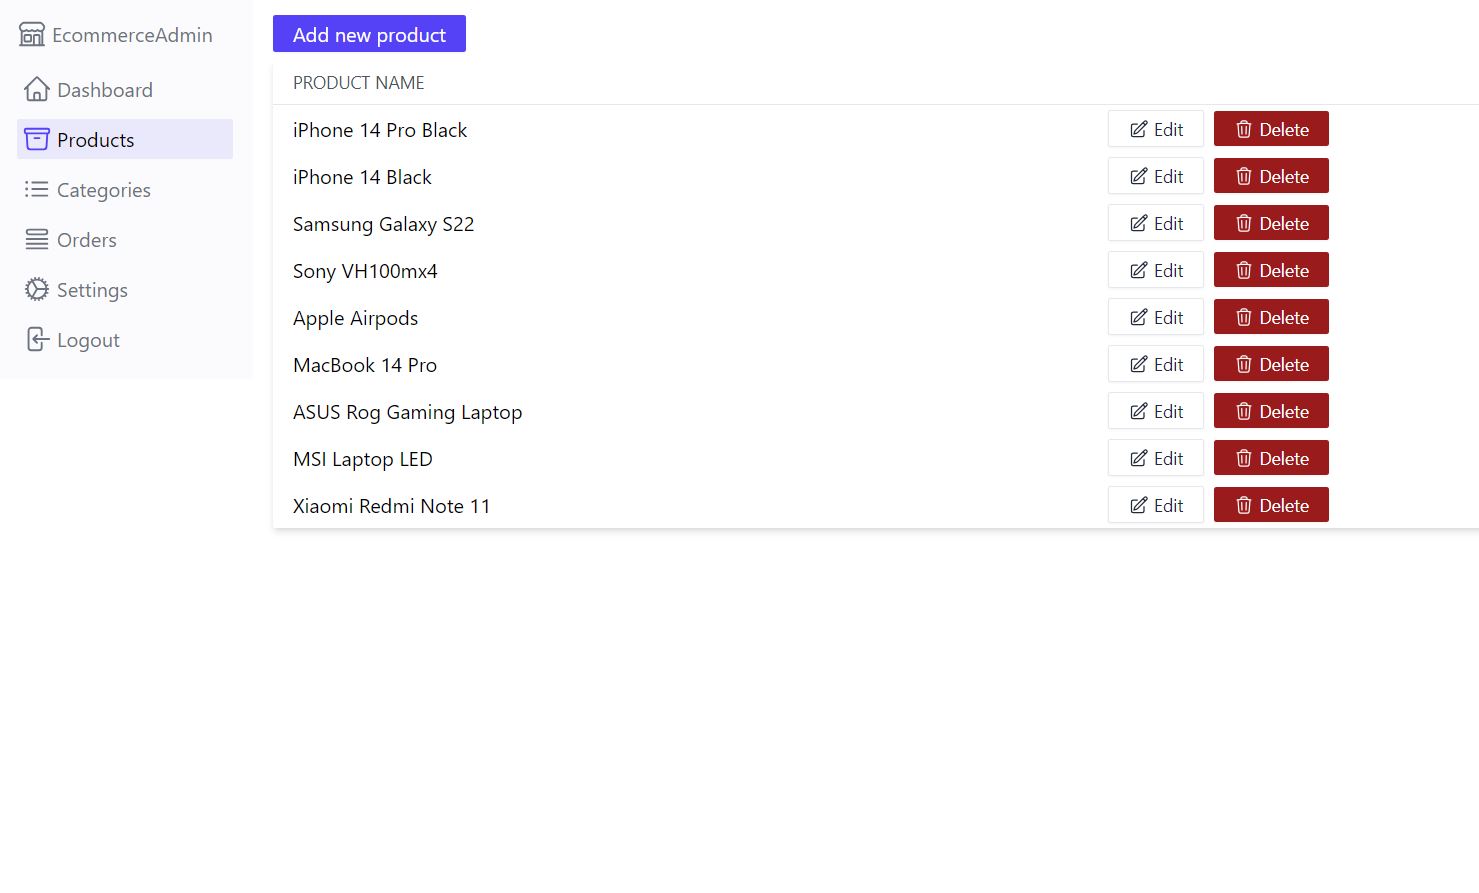 EcommerceAdmin
Dashboard
Products
Categories
Orders
Settings
Logout
Add new product
PRODUCT NAME
iPhone 14 Pro Black Edit Delete
iPhone 14 Black Edit Delete
Samsung Galaxy S22 Edit Delete
Sony VH100mx4 Edit Delete
Apple Airpods Edit Delete
MacBook 14 Pro Edit Delete
ASUS Rog Gaming Laptop Edit Delete
MSI Laptop LED Edit Delete
Xiaomi Redmi Note 11 Edit Delete